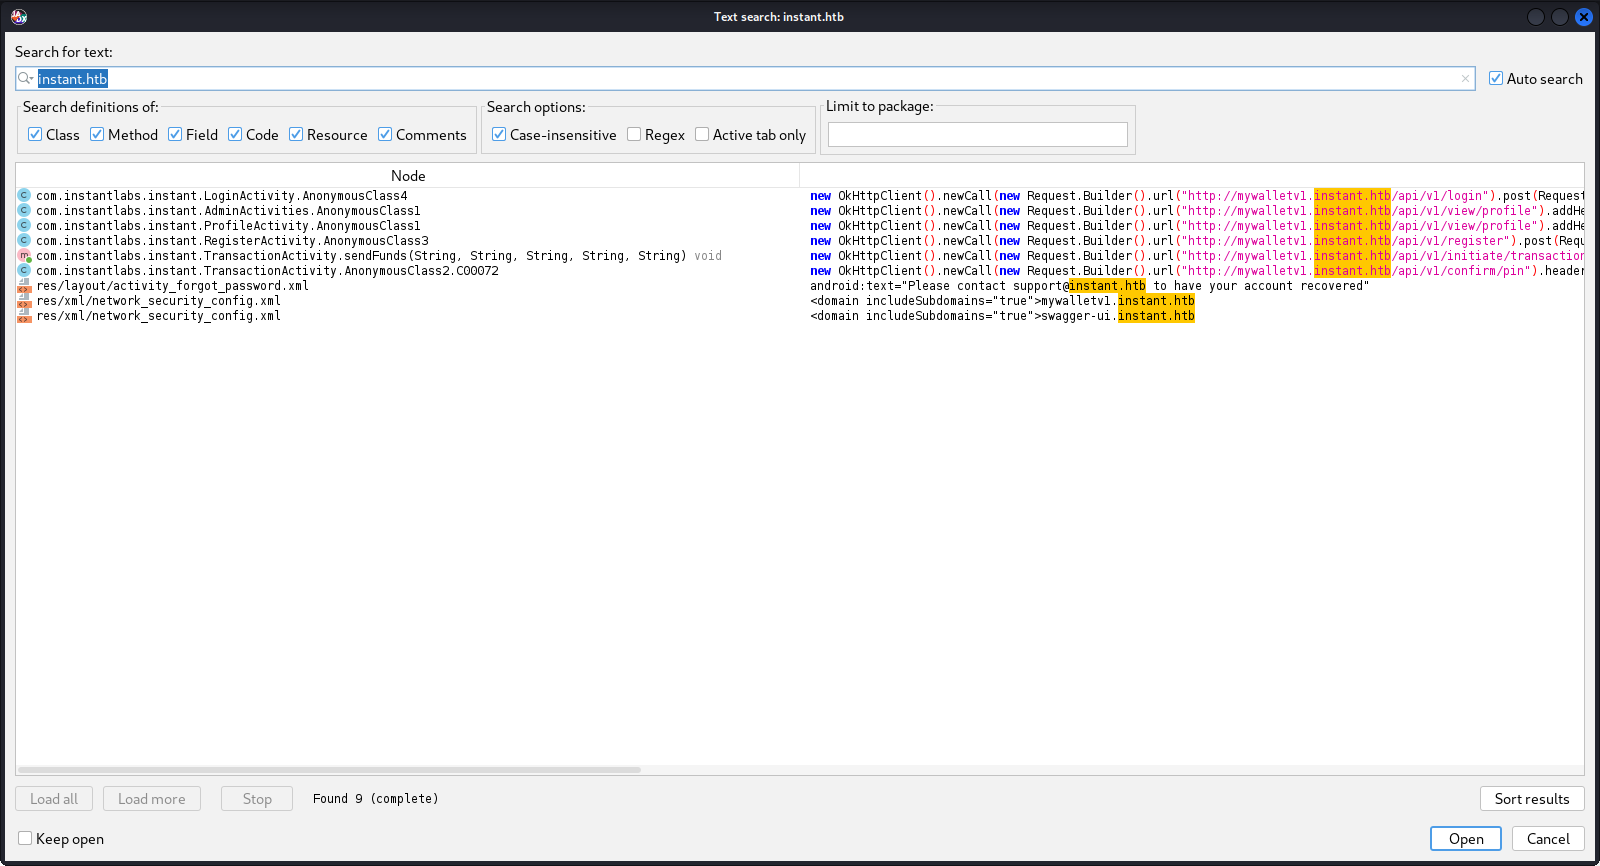 Text search: instant.htb
Search for text:
instant.htb
Auto search
Search definitions of:
Search options:
Limit to package:
Class Method Field Code Resource Comments
Case-insensitive Regex Active tab only
Node
com.instantlabs.instant.LoginActivity.AnonymousClass4 new OkHttpClient().newCall(new Request.Builder().url("http://mywalletv1.instant.htb/api/v1/login").post(Request
com.instantlabs.instant.AdminActivities.AnonymousClass1 new OkHttpClient().newCall(new Request.Builder().url("http://mywalletv1.instant.htb/api/v1/view/profile").addHe
com.instantlabs.instant.ProfileActivity.AnonymousClass1 new OkHttpClient().newCall(new Request.Builder().url("http://mywalletv1.instant.htb/api/v1/view/profile").addHe
com.instantlabs.instant.RegisterActivity.AnonymousClass3 new OkHttpClient().newCall(new Request.Builder().url("http://mywalletv1.instant.htb/api/v1/register").post(Requ
com.instantlabs.instant.TransactionActivity.sendFunds(String, String, String, String, String) void new OkHttpClient().newCall(new Request.Builder().url("http://mywalletv1.instant.htb/api/v1/initiate/transaction
com.instantlabs.instant.TransactionActivity.AnonymousClass2.C00072 new OkHttpClient().newCall(new Request.Builder().url("http://mywalletv1.instant.htb/api/v1/confirm/pin").header
res/layout/activity_forgot_password.xml android:text="Please contact support@instant.htb to have your account recovered"
res/xml/network_security_config.xml <domain includeSubdomains="true">mywalletv1.instant.htb
res/xml/network_security_config.xml <domain includeSubdomains="true">swagger-ui.instant.htb
Load all Load more Stop Found 9 (complete) Sort results
Keep open Open Cancel